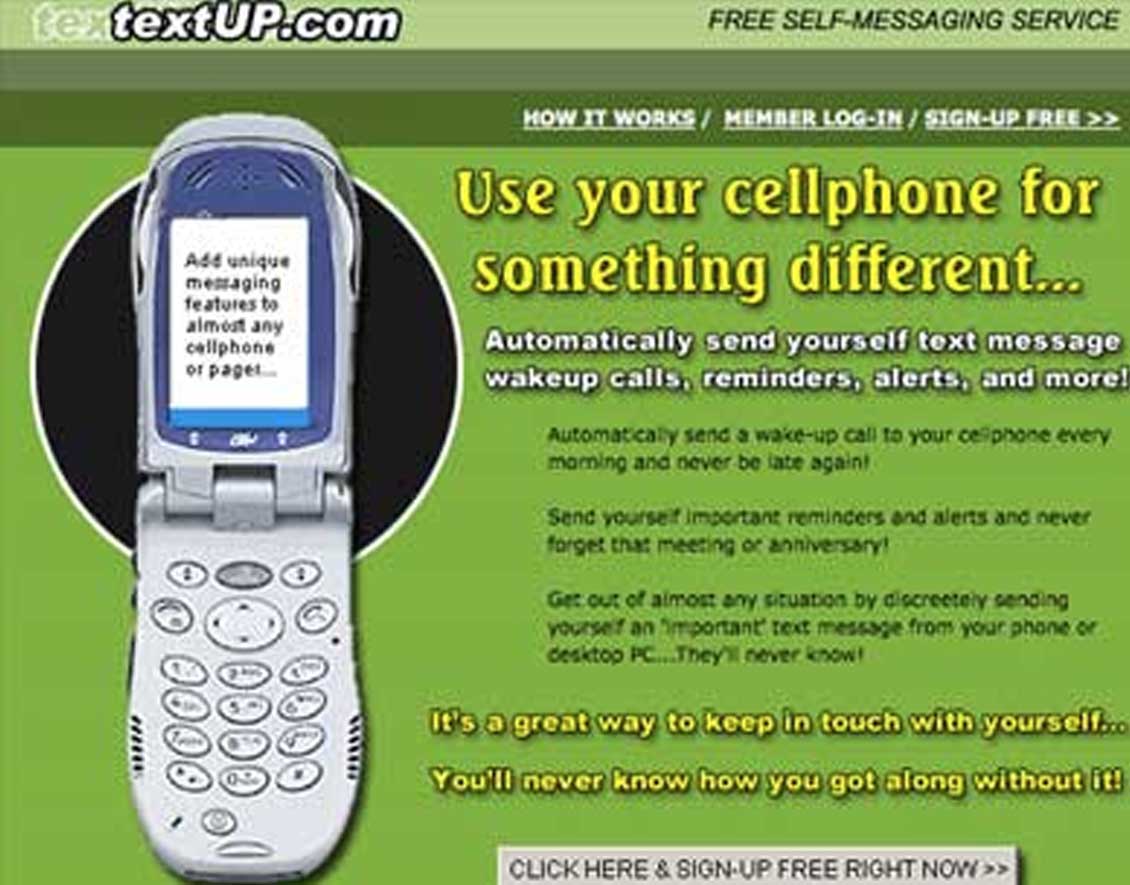 textUP.com
FREE SELF-MESSAGING SERVICE
HOW IT WORKS / MEMBER LOG-IN / SIGN-UP FREE >>
Use your cellphone for
something different...
Add unique
messaging
features to
almost any
cellphone
or pager...
Automatically send yourself text message
wakeup calls, reminders, alerts, and more!
Automatically send a wake-up call to your cellphone every
morning and never be late again!
Send yourself important reminders and alerts and never
forget that meeting or anniversary!
Get out of almost any situation by discreetely sending
yourself an 'important' text message from your phone or
desktop PC...They'll never know!
It's a great way to keep in touch with yourself...
You'll never know how you got along without it!
CLICK HERE & SIGN-UP FREE RIGHT NOW >>